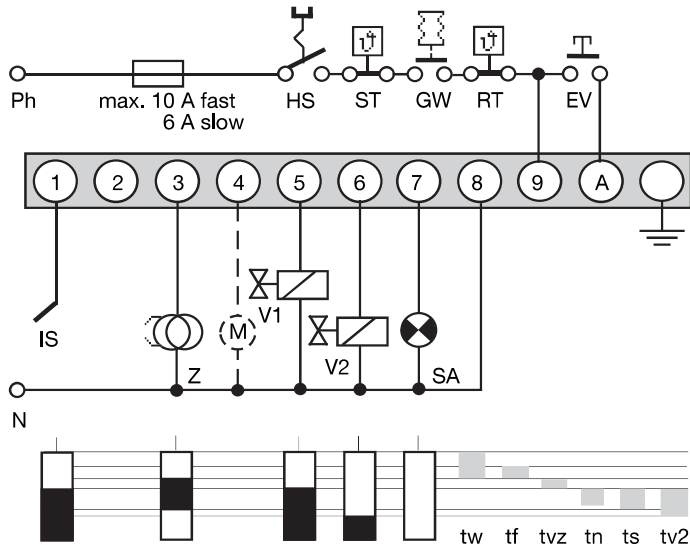 ϑ ϑ
Ph max. 10 A fast HS ST GW RT EV
6 A slow
1 2 3 4 5 6 7 8 9 A
IS Z M V1 V2 SA
N
tw tf tvz tn ts tv2